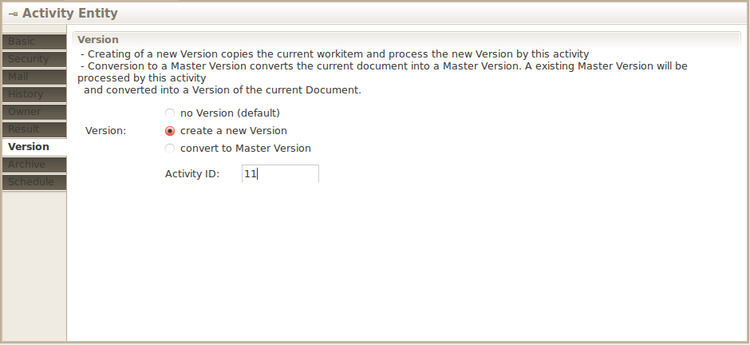 Activity Entity
Basic
Security
Mail
History
Owner
Result
Version
Archive
Schedule
Version
- Creating of a new Version copies the current workitem and process the new Version by this activity
- Conversion to a Master Version converts the current document into a Master Version. A existing Master Version will be
processed by this activity
and converted into a Version of the current Document.
no Version (default)
Version:
create a new Version
convert to Master Version
Activity ID: 11